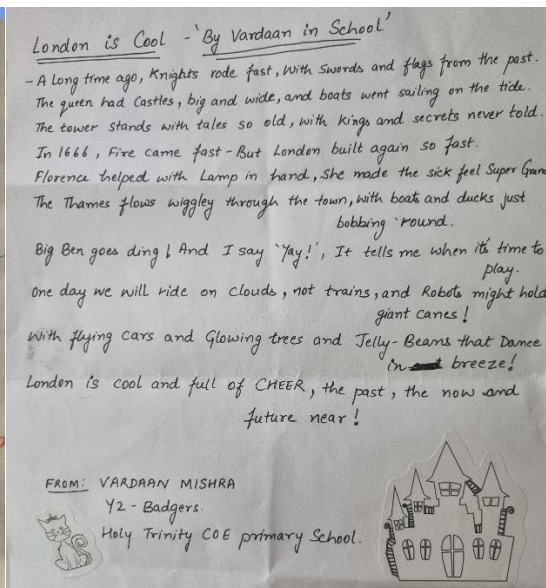 London is Cool - 'By Vardaan in School'
- A long time ago, Knights rode fast, with Swords and flags from the past.
The queen had Castles, big and wide, and boats went sailing on the tide.
The tower stands with tales so old, with kings and secrets never told.
In 1666, Fire came fast - But London built again so fast.
Florence helped with Lamp in hand, She made the sick feel Super Gran
The Thames flows wiggley through the town, with boats and ducks just
bobbing 'round.
Big Ben goes ding! And I say 'Yay!', It tells me when it's time to
play.
One day we will ride on clouds, not trains, and Robots might hold
giant canes!
With flying cars and Glowing trees and Jelly-Beans that Dance
in breeze!
London is cool and full of CHEER, the past, the now and
future near!
FROM: VARDAAN MISHRA
Y2 - Badgers.
Holy Trinity COE primary School.